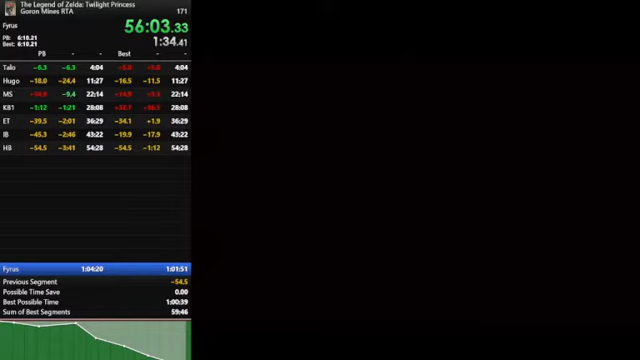 The Legend of Zelda: Twilight Princess
Goron Mines RTA 171
Fyrus 56:03.33
PB: 6:10.21
Best: 6:10.21 1:34.41
PB - - Best - -
Talo −6.3 −6.3 4:04 4:04
Hugo −18.0 −24.4 11:27 −16.5 −11.5 11:27
MS −9.4 22:14 22:14
KB1 −1:12 −1:21 28:08 28:08
ET −39.5 −2:01 36:29 −34.1 +1.9 36:29
IB −45.3 −2:46 43:22 −19.9 −17.9 43:22
HB −54.5 −3:41 54:28 −54.5 −1:12 54:28
Fyrus 1:04:20 1:01:51
Previous Segment −54.5
Possible Time Save 0.00
Best Possible Time 1:00:39
Sum of Best Segments 59:46